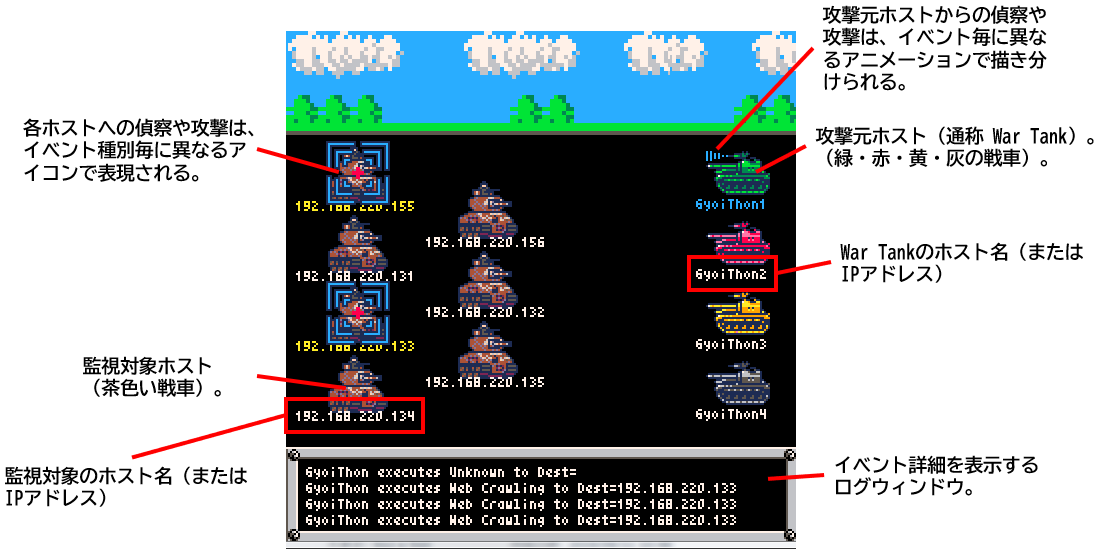 攻撃元ホストからの偵察や
攻撃は、イベント毎に異な
るアニメーションで描き分
けられる。
各ホストへの偵察や攻撃は、
イベント種別毎に異なるア
イコンで表現される。
攻撃元ホスト（通称 War Tank）。
（緑・赤・黄・灰の戦車）。
192.168.220.155
GyoiThon1
192.168.220.156
War Tankのホスト名（または
IPアドレス）
192.168.220.131
GyoiThon2
192.168.220.132
192.168.220.133
GyoiThon3
監視対象ホスト
（茶色い戦車）。
192.168.220.135
192.168.220.134
GyoiThon4
監視対象のホスト名（または
IPアドレス）
イベント詳細を表示する
ログウィンドウ。
GyoiThon executes Unknown to Dest=
GyoiThon executes Web Crawling to Dest=192.168.220.133
GyoiThon executes Web Crawling to Dest=192.168.220.133
GyoiThon executes Web Crawling to Dest=192.168.220.133